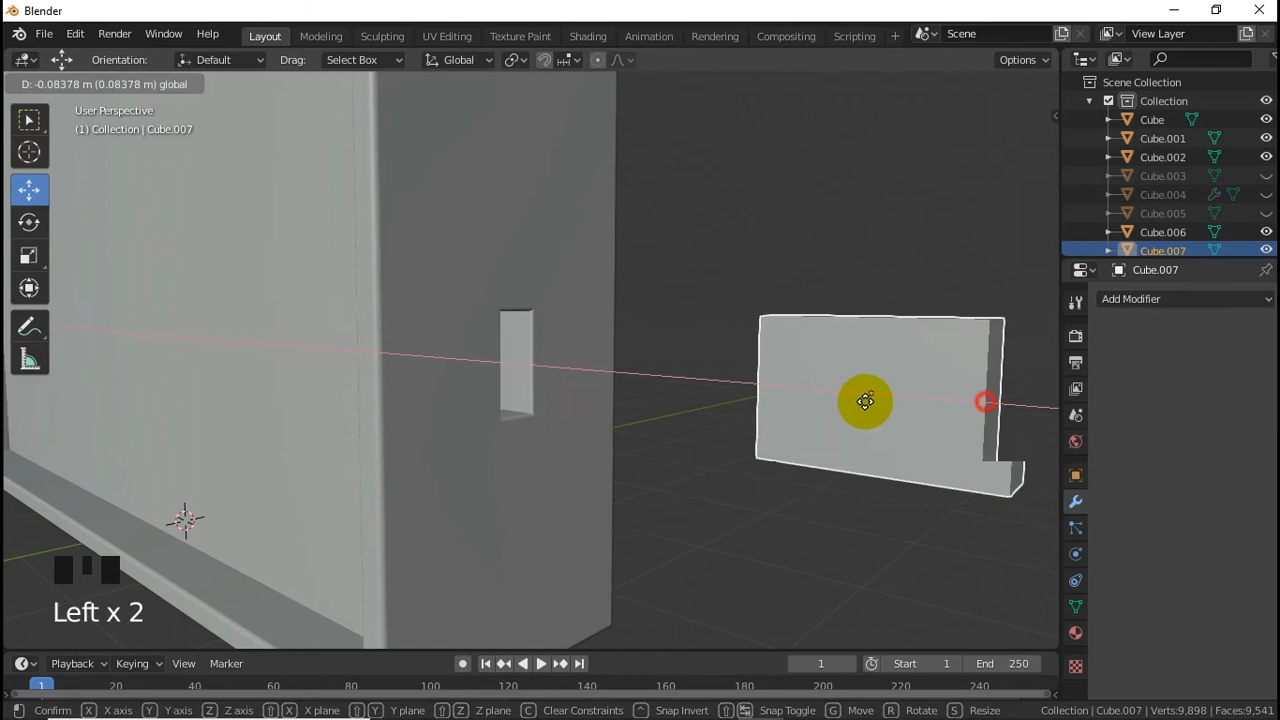 Blender
File Edit Render Window Help Layout Modeling Sculpting UV Editing Texture Paint Shading Animation Rendering Compositing Scripting + Scene View Layer
Orientation: Default Drag: Select Box Global Options
D: -0.08378 m (0.08378 m) global
User Perspective
(1) Collection | Cube.007
Scene Collection
Collection
Cube
Cube.001
Cube.002
Cube.003
Cube.004
Cube.005
Cube.006
Cube.007
Cube.007
Add Modifier
Left x 2
Playback Keying View Marker 1 Start 1 End 250
1 20 40 60 80 100 120 140 160 180 200 220 240
Confirm X X axis Y Y axis Z Z axis X X plane Y Y plane Z Z plane C Clear Constraints Snap Invert Snap Toggle G Move R Rotate S Resize Collection | Cube.007 Verts:9,898 Faces:9,541